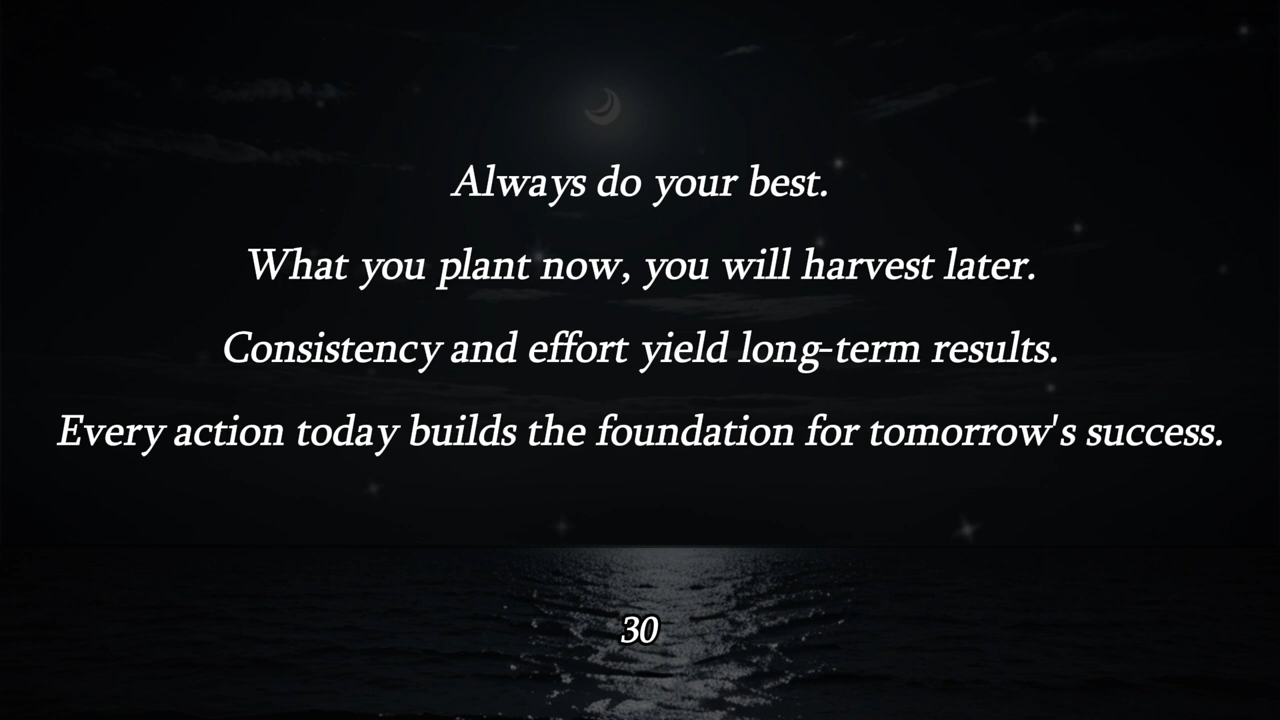 Always do your best.
What you plant now, you will harvest later.
Consistency and effort yield long-term results.
Every action today builds the foundation for tomorrow's success.
30